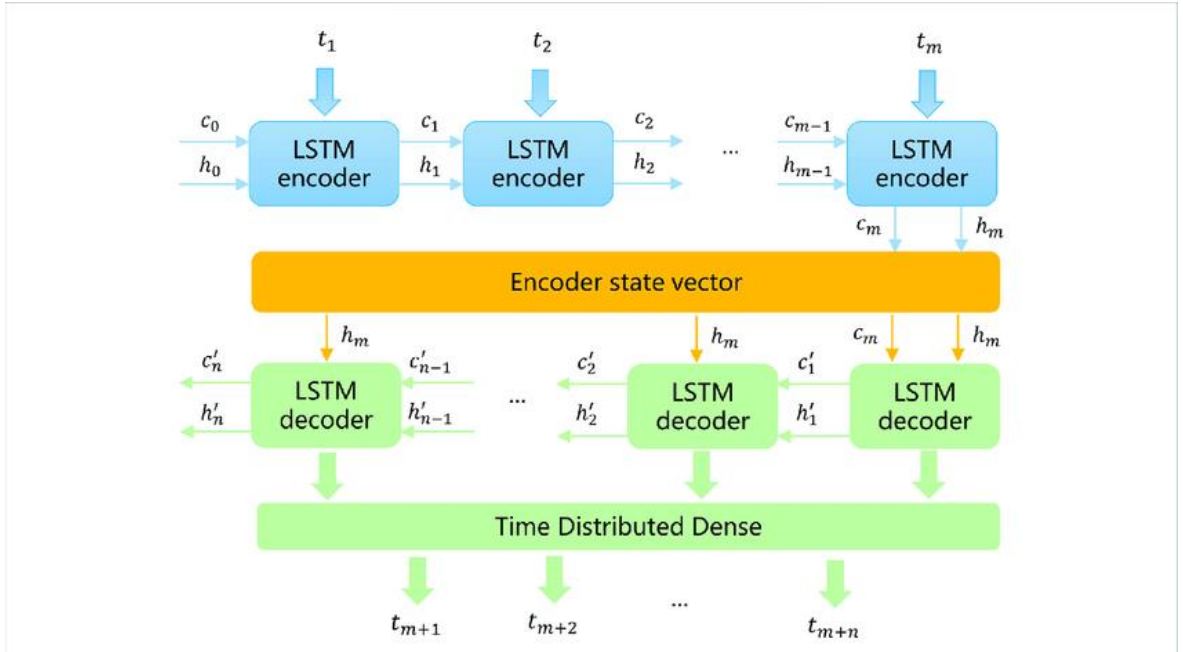 t₁ t₂ tₘ
c₀ c₁ c₂ cₘ₋₁
LSTM LSTM ... LSTM
encoder encoder encoder
h₀ h₁ h₂ hₘ₋₁
cₘ hₘ
Encoder state vector
hₘ hₘ cₘ hₘ
c′ₙ c′ₙ₋₁ c′₂ c′₁
LSTM ... LSTM LSTM
decoder decoder decoder
h′ₙ h′ₙ₋₁ h′₂ h′₁
Time Distributed Dense
...
tₘ₊₁ tₘ₊₂ tₘ₊ₙ